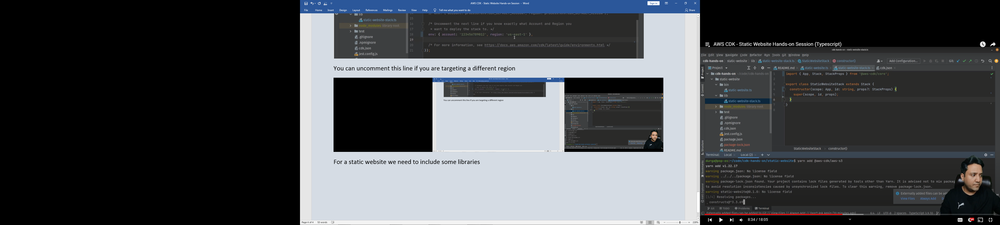 AWS CDK - Static Website Hands-on Session - Word
Sign in
File Home Insert Design Layout References Mailings Review View Help Tell me what you want to do
Share
lib
static-website-stack.ts
node_modules library root
test
.gitignore
.npmignore
cdk.json
jest.config.js
15
16 /* Uncomment the next line if you know exactly what Account and Region you
17 * want to deploy the stack to. */
18 env: { account: '123456789012', region: 'us-east-1' },
19
20 /* For more information, see https://docs.aws.amazon.com/cdk/latest/guide/environments.html */
21 });
You can uncomment this line if you are targeting a different region
You can uncomment this line if you are targeting a different region
For a static website we need to include some libraries
Page 4 of 4 53 words
220%
AWS CDK - Static Website Hands-on Session (Typescript)
cdk-hands-on – static-website-stack.ts
File Edit View Navigate Code Refactor Run Tools Git Window Help
cdk-hands-on static-website lib static-website-stack.ts StaticWebsiteStack constructor()
Add Configuration...
Git:
Project
README.md static-website.ts static-website-stack.ts cdk.json
Project
Commit
Structure
Bookmarks
AWS Explorer
cdk-hands-on ~/code/cdk-hands-on
static-website
bin
static-website.ts
lib
static-website-stack.ts
node_modules library root
test
.gitignore
.npmignore
cdk.json
jest.config.js
package.json
package-lock.json
README.md
1 import { App, Stack, StackProps } from '@aws-cdk/core';
2
3 export class StaticWebsiteStack extends Stack {
4 constructor(scope: App, id: string, props?: StackProps) {
5 super(scope, id, props);
6 }
7 }
8
StaticWebsiteStack constructor()
Terminal: Local Local (2)
durga@pop-os:~/code/cdk-hands-on/static-website$ yarn add @aws-cdk/aws-s3
yarn add v1.22.17
warning package.json: No license field
warning ../../../package.json: No license field
warning package-lock.json found. Your project contains lock files generated by tools other than Yarn. It is advised not to mix packag
to avoid resolution inconsistencies caused by unsynchronized lock files. To clear this warning, remove package-lock.json.
warning static-website@0.1.0: No license field
[1/4] Resolving packages...
constructs@^3.3.69
Externally added files can be ad
View Files Always Add D
Git TODO Problems Terminal
Externally added files can be added to Git // View Files // Always Add // Don't Ask Again (10 minutes ago)
6:4 LF UTF-8 2 spaces TypeScript 3.9.10
8:34 / 18:05
HD